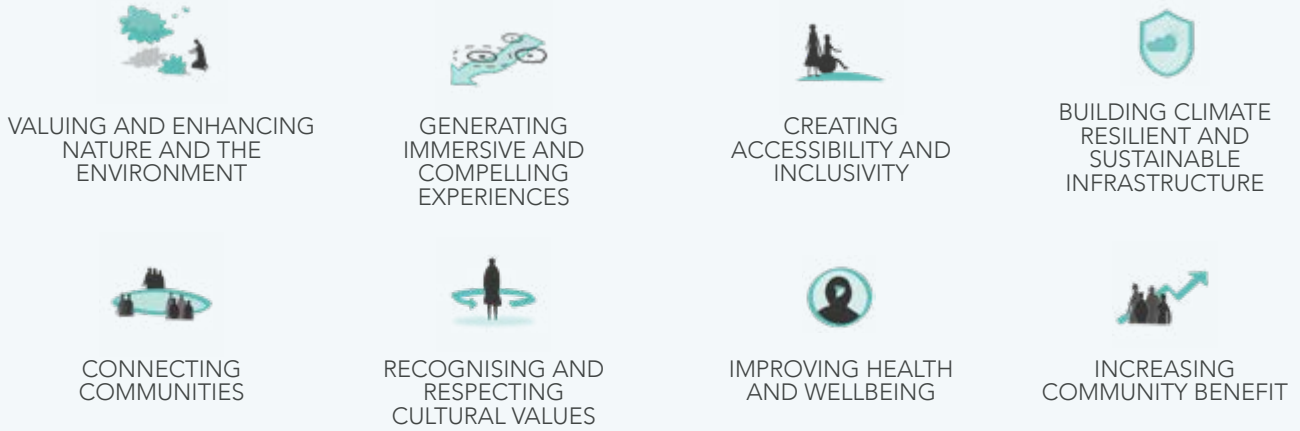 VALUING AND ENHANCING
NATURE AND THE
ENVIRONMENT
GENERATING
IMMERSIVE AND
COMPELLING
EXPERIENCES
CREATING
ACCESSIBILITY AND
INCLUSIVITY
BUILDING CLIMATE
RESILIENT AND
SUSTAINABLE
INFRASTRUCTURE
CONNECTING
COMMUNITIES
RECOGNISING AND
RESPECTING
CULTURAL VALUES
IMPROVING HEALTH
AND WELLBEING
INCREASING
COMMUNITY BENEFIT